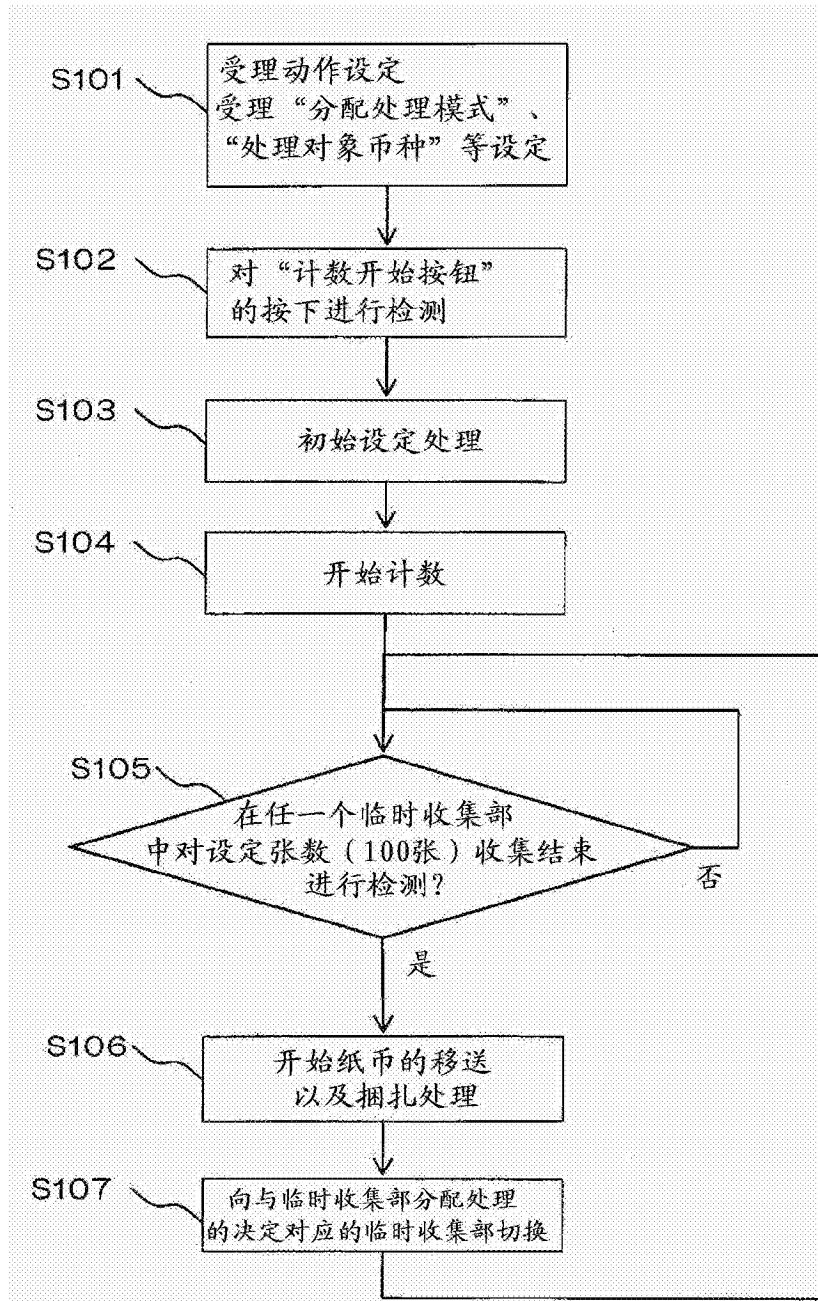 S101
受理动作设定
受理“分配处理模式”、
“处理对象币种”等设定
S102
对“计数开始按钮”
的按下进行检测
S103
初始设定处理
S104
开始计数
S105
在任一个临时收集部
中对设定张数（100张）收集结束
进行检测?
否
是
S106
开始纸币的移送
以及捆扎处理
S107
向与临时收集部分配处理
的决定对应的临时收集部切换